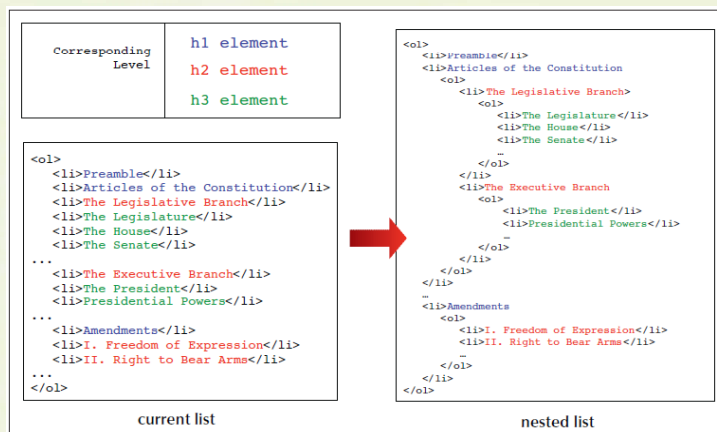 Corresponding
Level
h1 element
h2 element
h3 element
<ol>
<li>Preamble</li>
<li>Articles of the Constitution</li>
<li>The Legislative Branch</li>
<li>The Legislature</li>
<li>The House</li>
<li>The Senate</li>
...
<li>The Executive Branch</li>
<li>The President</li>
<li>Presidential Powers</li>
...
<li>Amendments</li>
<li>I. Freedom of Expression</li>
<li>II. Right to Bear Arms</li>
...
</ol>
current list
<ol>
<li>Preamble</li>
<li>Articles of the Constitution
<ol>
<li>The Legislative Branch>
<ol>
<li>The Legislature</li>
<li>The House</li>
<li>The Senate</li>
…
</ol>
</li>
<li>The Executive Branch
<ol>
<li>The President</li>
<li>Presidential Powers</li>
…
</ol>
</li>
</ol>
</li>
…
<li>Amendments
<ol>
<li>I. Freedom of Expression</li>
<li>II. Right to Bear Arms</li>
…
</ol>
</li>
</ol>
nested list